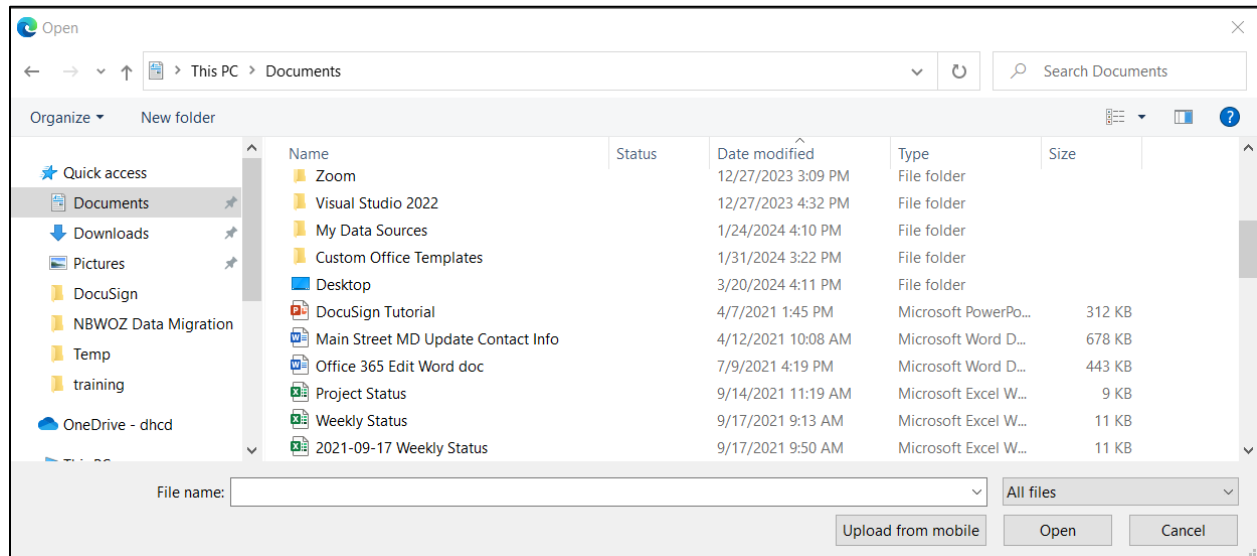 Open
This PC > Documents
Search Documents
Organize New folder
Name Status Date modified Type Size
Quick access
Documents
Downloads
Pictures
DocuSign
NBWOZ Data Migration
Temp
training
OneDrive - dhcd
This PC
Zoom 12/27/2023 3:09 PM File folder
Visual Studio 2022 12/27/2023 4:32 PM File folder
My Data Sources 1/24/2024 4:10 PM File folder
Custom Office Templates 1/31/2024 3:22 PM File folder
Desktop 3/20/2024 4:11 PM File folder
DocuSign Tutorial 4/7/2021 1:45 PM Microsoft PowerPo... 312 KB
Main Street MD Update Contact Info 4/12/2021 10:08 AM Microsoft Word D... 678 KB
Office 365 Edit Word doc 7/9/2021 4:19 PM Microsoft Word D... 443 KB
Project Status 9/14/2021 11:19 AM Microsoft Excel W... 9 KB
Weekly Status 9/17/2021 9:13 AM Microsoft Excel W... 11 KB
2021-09-17 Weekly Status 9/17/2021 9:50 AM Microsoft Excel W... 11 KB
File name: All files
Upload from mobile Open Cancel